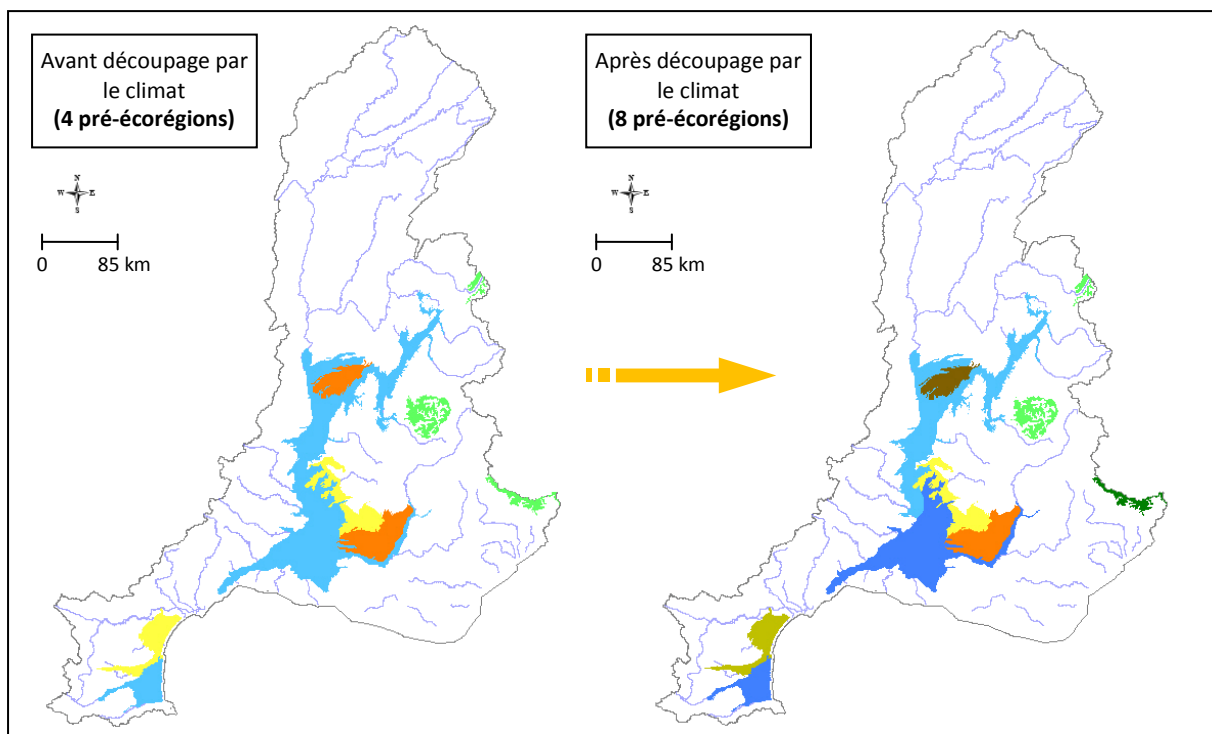 Avant découpage par
le climat
(4 pré-écorégions)
N
W E
S
0 85 km
Après découpage par
le climat
(8 pré-écorégions)
N
W E
S
0 85 km